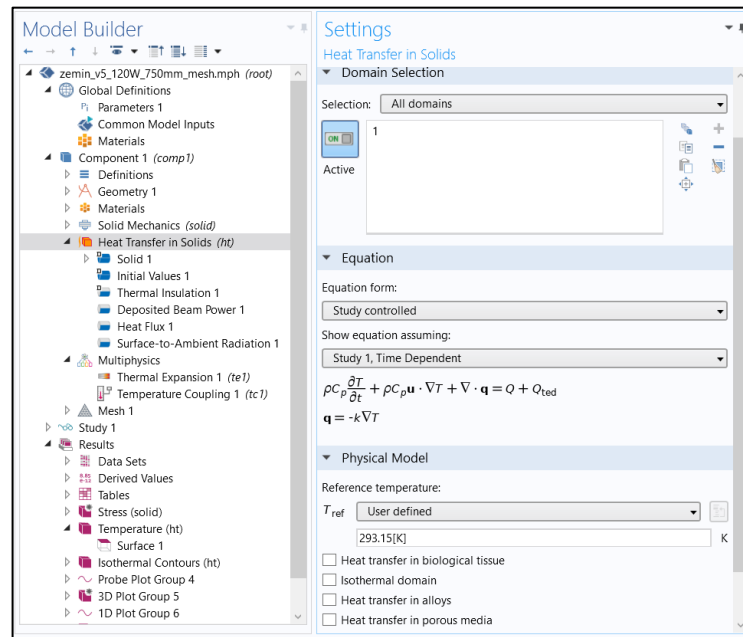 Model Builder
zemin_v5_120W_750mm_mesh.mph (root)
Global Definitions
Pi Parameters 1
Common Model Inputs
Materials
Component 1 (comp1)
Definitions
Geometry 1
Materials
Solid Mechanics (solid)
Heat Transfer in Solids (ht)
Solid 1
Initial Values 1
Thermal Insulation 1
Deposited Beam Power 1
Heat Flux 1
Surface-to-Ambient Radiation 1
Multiphysics
Thermal Expansion 1 (te1)
Temperature Coupling 1 (tc1)
Mesh 1
Study 1
Results
Data Sets
8.85
e-12
Derived Values
Tables
Stress (solid)
Temperature (ht)
Surface 1
Isothermal Contours (ht)
Probe Plot Group 4
3D Plot Group 5
1D Plot Group 6
Settings
Heat Transfer in Solids
Domain Selection
Selection: All domains
ON
Active
1
Equation
Equation form:
Study controlled
Show equation assuming:
Study 1, Time Dependent
ρCp ∂T/∂t + ρCp u · ∇T + ∇ · q = Q + Qted
q = -k∇T
Physical Model
Reference temperature:
Tref User defined
293.15[K] K
Heat transfer in biological tissue
Isothermal domain
Heat transfer in alloys
Heat transfer in porous media